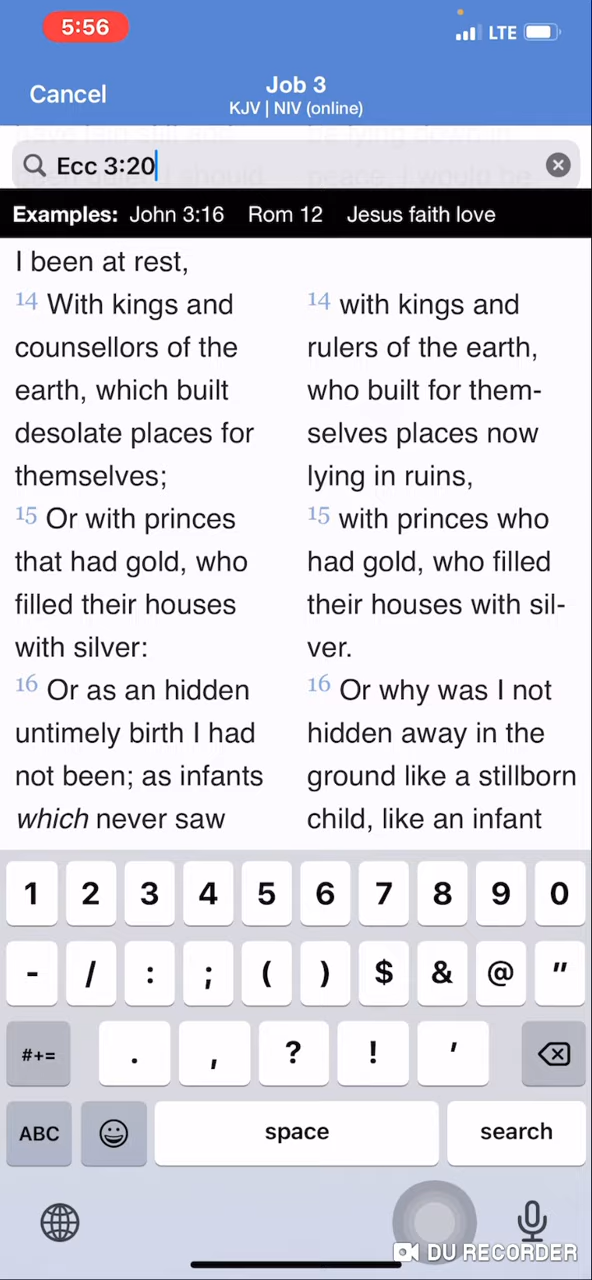 5:56
LTE
Cancel
Job 3
KJV | NIV (online)
Ecc 3:20
Examples: John 3:16 Rom 12 Jesus faith love
I been at rest,
14 With kings and
counsellors of the
earth, which built
desolate places for
themselves;
15 Or with princes
that had gold, who
filled their houses
with silver:
16 Or as an hidden
untimely birth I had
not been; as infants
which never saw
14 with kings and
rulers of the earth,
who built for them-
selves places now
lying in ruins,
15 with princes who
had gold, who filled
their houses with sil-
ver.
16 Or why was I not
hidden away in the
ground like a stillborn
child, like an infant
1 2 3 4 5 6 7 8 9 0
- / : ; ( ) $ & @ "
#+= . , ? ! '
ABC space search
DU RECORDER